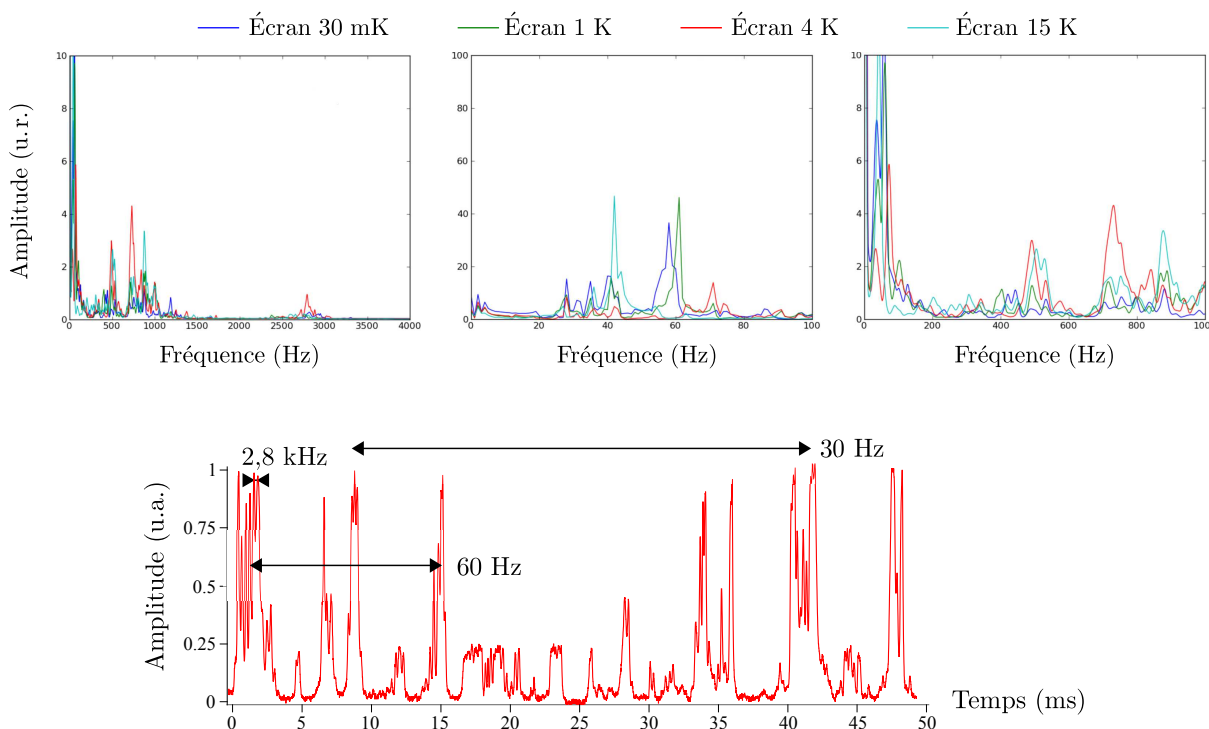 Écran 30 mK Écran 1 K Écran 4 K Écran 15 K
Amplitude (u.r.)
10
8
6
4
2
0
0 500 1000 1500 2000 2500 3000 3500 4000
Fréquence (Hz)
100
80
60
40
20
0
0 20 40 60 80 100
Fréquence (Hz)
10
8
6
4
2
0
0 200 400 600 800 100
Fréquence (Hz)
2,8 kHz
30 Hz
60 Hz
Amplitude (u.a.)
1
0.75
0.5
0.25
0
0 5 10 15 20 25 30 35 40 45 50
Temps (ms)